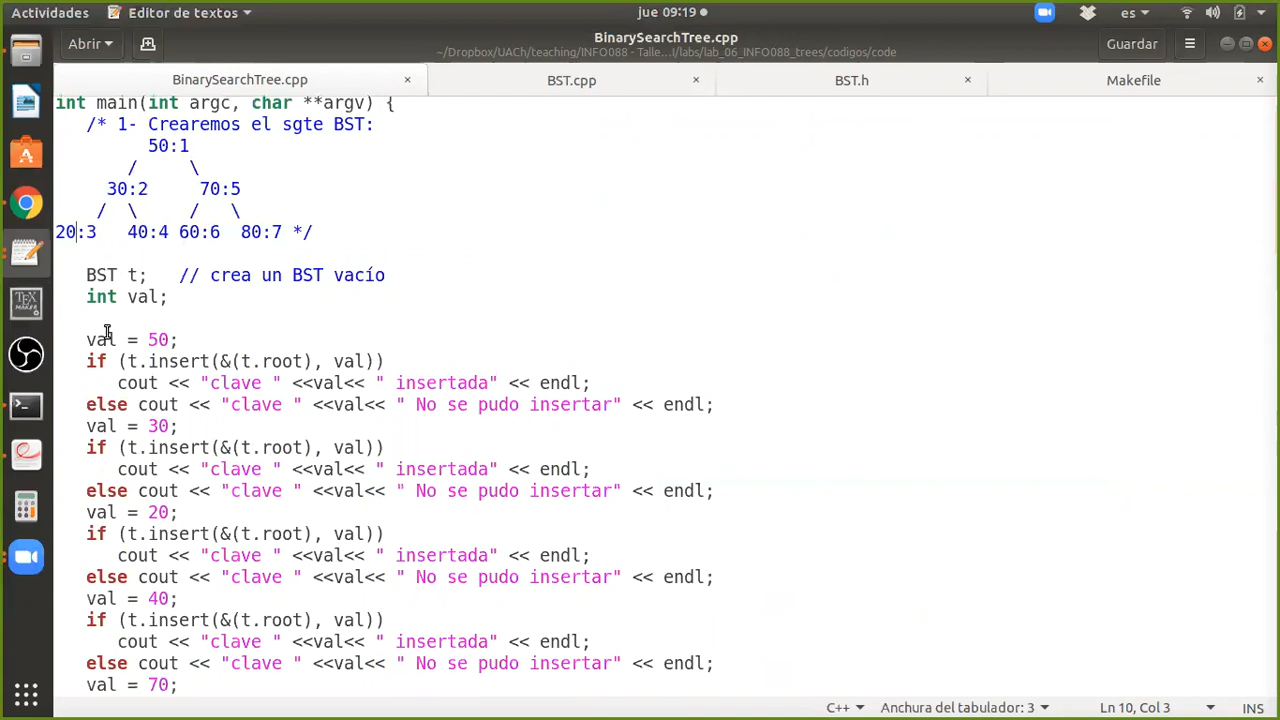 Actividades Editor de textos jue 09:19 es
Abrir BinarySearchTree.cpp Guardar
~/Dropbox/UACh/teaching/INFO088 - Talle...I/labs/lab_06_INFO088_trees/codigos/code
BinarySearchTree.cpp × BST.cpp × BST.h × Makefile ×
int main(int argc, char **argv) {
/* 1- Crearemos el sgte BST:
50:1
/ \
30:2 70:5
/ \ / \
20:3 40:4 60:6 80:7 */
BST t; // crea un BST vacío
int val;
val = 50;
if (t.insert(&(t.root), val))
cout << "clave " <<val<< " insertada" << endl;
else cout << "clave " <<val<< " No se pudo insertar" << endl;
val = 30;
if (t.insert(&(t.root), val))
cout << "clave " <<val<< " insertada" << endl;
else cout << "clave " <<val<< " No se pudo insertar" << endl;
val = 20;
if (t.insert(&(t.root), val))
cout << "clave " <<val<< " insertada" << endl;
else cout << "clave " <<val<< " No se pudo insertar" << endl;
val = 40;
if (t.insert(&(t.root), val))
cout << "clave " <<val<< " insertada" << endl;
else cout << "clave " <<val<< " No se pudo insertar" << endl;
val = 70;
C++ Anchura del tabulador: 3 Ln 10, Col 3 INS